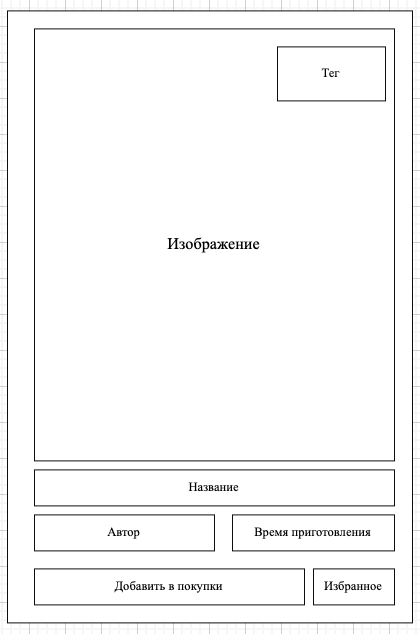 Тег
Изображение
Название
Автор
Время приготовления
Добавить в покупки
Избранное